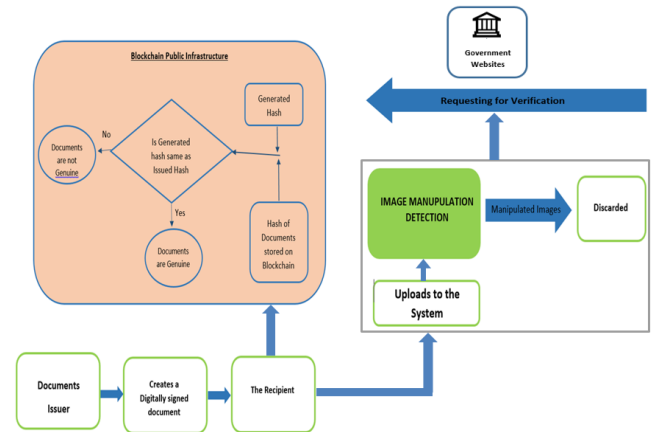 Government
Websites
Blockchain Public Infrastructure
Requesting for Verification
Generated
Hash
No
Is Generated
hash same as
Issued Hash
Documents
are not
Genuine
Yes
Documents
are Genuine
Hash of
Documents
stored on
Blockchain
IMAGE MANUPULATION
DETECTION
Manipulated Images
Discarded
Uploads to the
System
Documents
Issuer
Creates a
Digitally signed
document
The Recipient